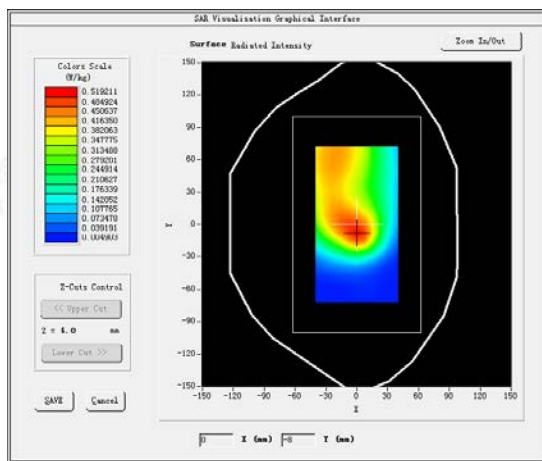 SAR Visualisation Graphical Interface
Surface Radiated Intensity
Zoom In/Out
Colors Scale
(W/kg)
0.519211
0.484924
0.450637
0.416350
0.382063
0.347775
0.313488
0.279201
0.244914
0.210627
0.176339
0.142052
0.107765
0.073478
0.039191
0.004903
Z-Cuts Control
<< Upper Cut
Z = 4.0 mm
Lower Cut >>
SAVE Cancel
150
120
90
60
30
Y 0
-30
-60
-90
-120
-150
-150 -120 -90 -60 -30 0 30 60 90 120 150
X
0 X (mm) -8 Y (mm)